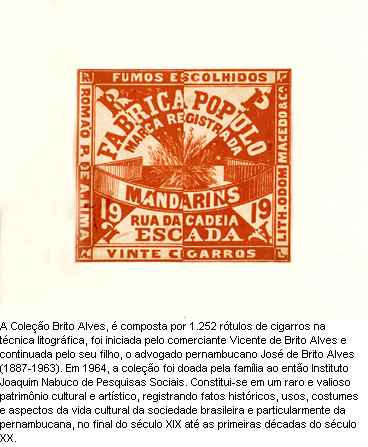 FUMOS ESCOLHIDOS
ROMÃO P. DE A. LIMA
LITH. ODOM MACEDO & Cª
R P
FABRICA POPULO
MARCA REGISTRADA
MANDARINS
19 19
RUA DA CADEIA
ESCADA
VINTE CIGARROS
A Coleção Brito Alves, é composta por 1.252 rótulos de cigarros na
técnica litográfica, foi iniciada pelo comerciante Vicente de Brito Alves e
continuada pelo seu filho, o advogado pernambucano José de Brito Alves
(1887-1963). Em 1964, a coleção foi doada pela família ao então Instituto
Joaquim Nabuco de Pesquisas Sociais. Constitui-se em um raro e valioso
patrimônio cultural e artístico, registrando fatos históricos, usos, costumes
e aspectos da vida cultural da sociedade brasileira e particularmente da
pernambucana, no final do século XIX até as primeiras décadas do século
XX.